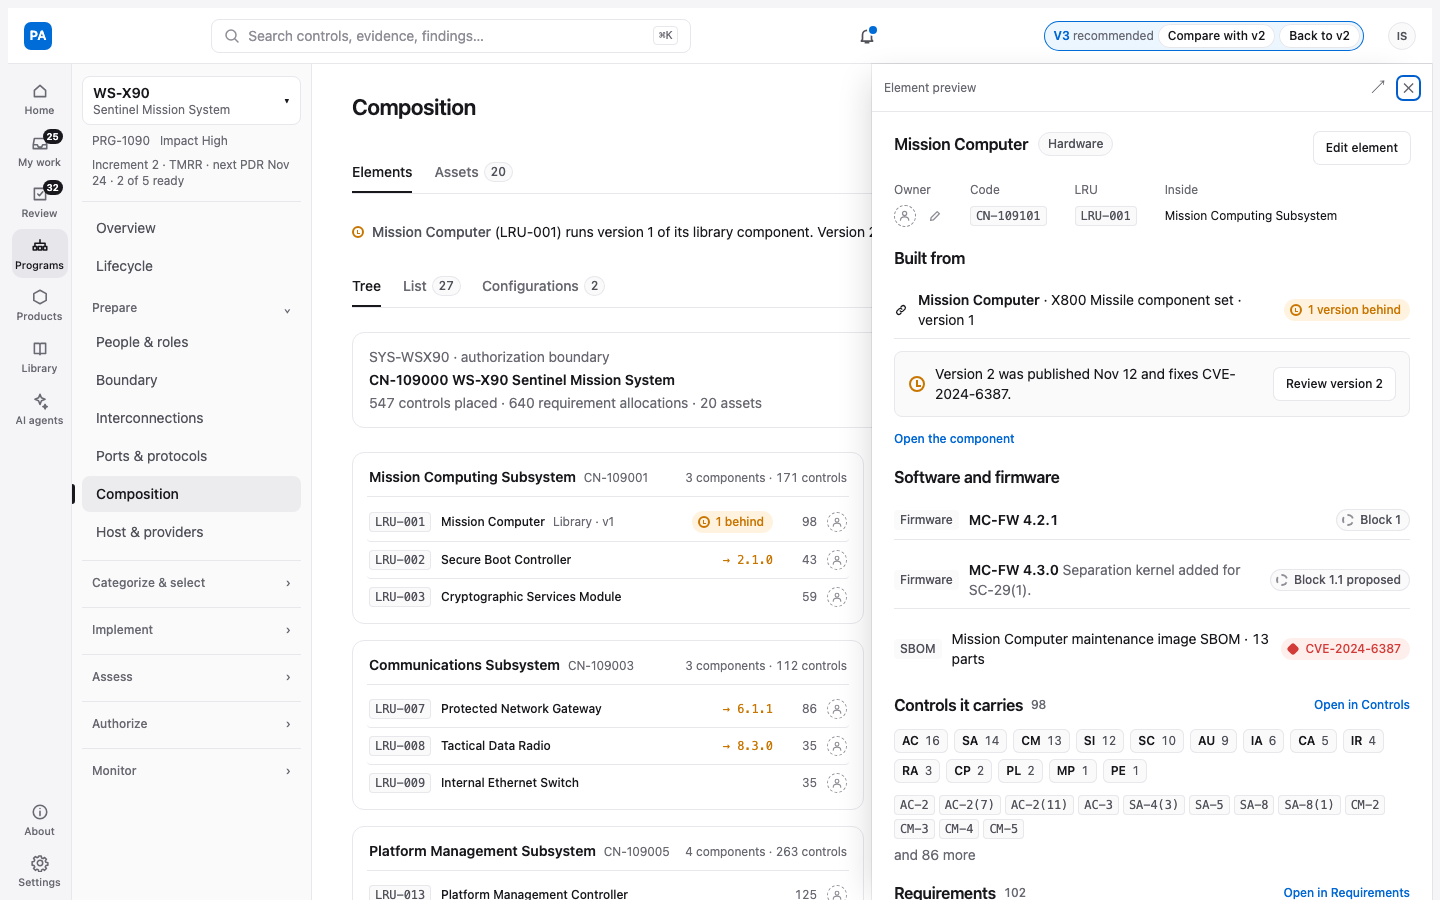 PA
Search controls, evidence, findings...
⌘K
V3 recommended
Compare with v2
Back to v2
IS
Home
25
My work
32
Review
Programs
Products
Library
AI agents
About
Settings
WS-X90
Sentinel Mission System
PRG-1090 Impact High
Increment 2 · TMRR · next PDR Nov
24 · 2 of 5 ready
Overview
Lifecycle
Prepare
People & roles
Boundary
Interconnections
Ports & protocols
Composition
Host & providers
Categorize & select
Implement
Assess
Authorize
Monitor
Composition
Elements
Assets 20
Mission Computer (LRU-001) runs version 1 of its library component. Version 2
Tree
List 27
Configurations 2
SYS-WSX90 · authorization boundary
CN-109000 WS-X90 Sentinel Mission System
547 controls placed · 640 requirement allocations · 20 assets
Mission Computing Subsystem CN-109001 3 components · 171 controls
LRU-001 Mission Computer Library · v1 1 behind 98
LRU-002 Secure Boot Controller → 2.1.0 43
LRU-003 Cryptographic Services Module 59
Communications Subsystem CN-109003 3 components · 112 controls
LRU-007 Protected Network Gateway → 6.1.1 86
LRU-008 Tactical Data Radio → 8.3.0 35
LRU-009 Internal Ethernet Switch 35
Platform Management Subsystem CN-109005 4 components · 263 controls
LRU-013 Platform Management Controller 125
Element preview
Mission Computer Hardware
Edit element
Owner Code LRU Inside
CN-109101 LRU-001 Mission Computing Subsystem
Built from
Mission Computer · X800 Missile component set ·
version 1
1 version behind
Version 2 was published Nov 12 and fixes CVE-
2024-6387.
Review version 2
Open the component
Software and firmware
Firmware MC-FW 4.2.1 Block 1
Firmware MC-FW 4.3.0 Separation kernel added for
SC-29(1).
Block 1.1 proposed
SBOM Mission Computer maintenance image SBOM · 13
parts
CVE-2024-6387
Controls it carries 98 Open in Controls
AC 16 SA 14 CM 13 SI 12 SC 10 AU 9 IA 6 CA 5 IR 4
RA 3 CP 2 PL 2 MP 1 PE 1
AC-2 AC-2(7) AC-2(11) AC-3 SA-4(3) SA-5 SA-8 SA-8(1) CM-2
CM-3 CM-4 CM-5
and 86 more
Requirements 102 Open in Requirements